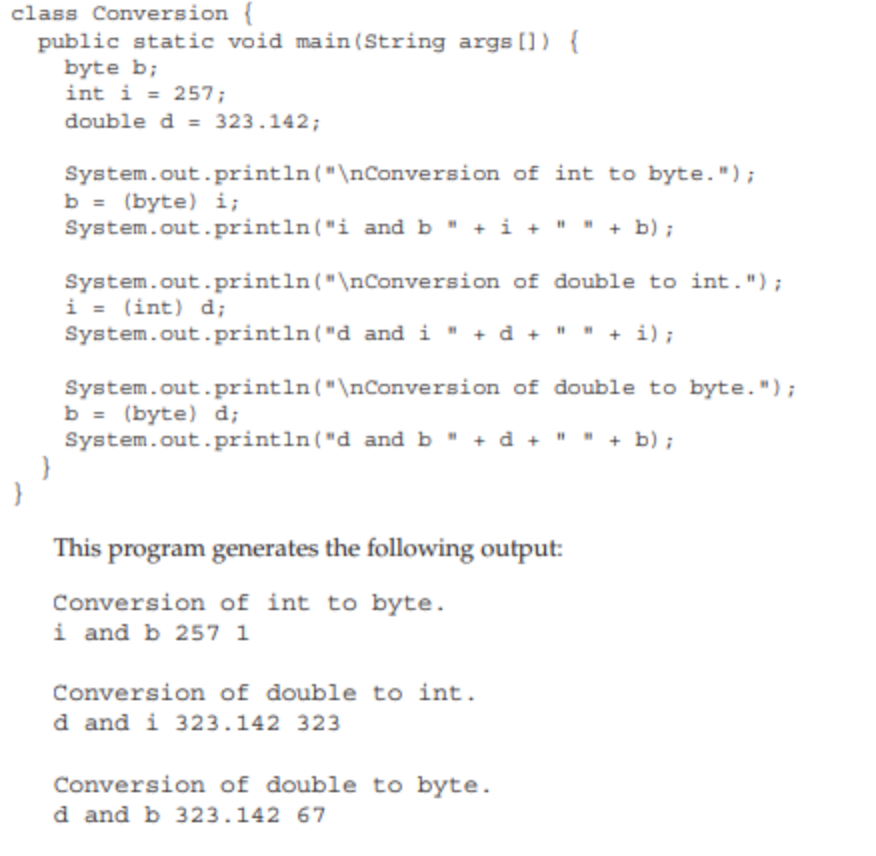 class Conversion {
public static void main(String args[]) {
byte b;
int i = 257;
double d = 323.142;
System.out.println("\nConversion of int to byte.");
b = (byte) i;
System.out.println("i and b " + i + " " + b);
System.out.println("\nConversion of double to int.");
i = (int) d;
System.out.println("d and i " + d + " " + i);
System.out.println("\nConversion of double to byte.");
b = (byte) d;
System.out.println("d and b " + d + " " + b);
}
}
This program generates the following output:
Conversion of int to byte.
i and b 257 1
Conversion of double to int.
d and i 323.142 323
Conversion of double to byte.
d and b 323.142 67